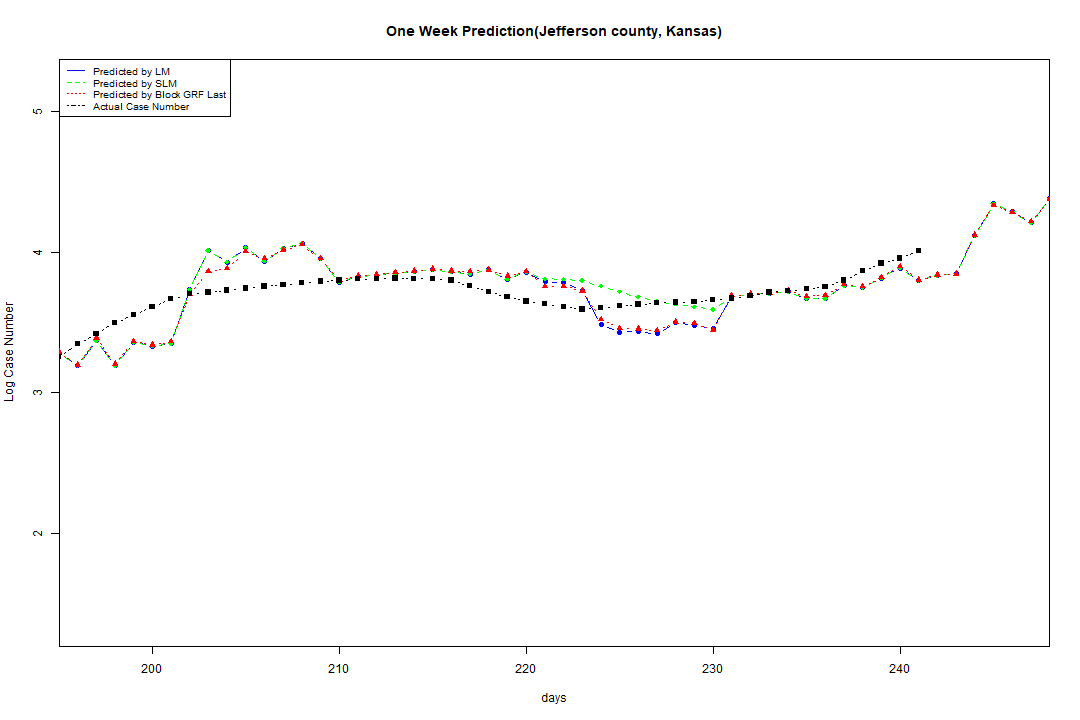 One Week Prediction(Jefferson county, Kansas)
Predicted by LM
Predicted by SLM
Predicted by Block GRF Last
Actual Case Number
5
4
3
2
Log Case Number
200 210 220 230 240
days